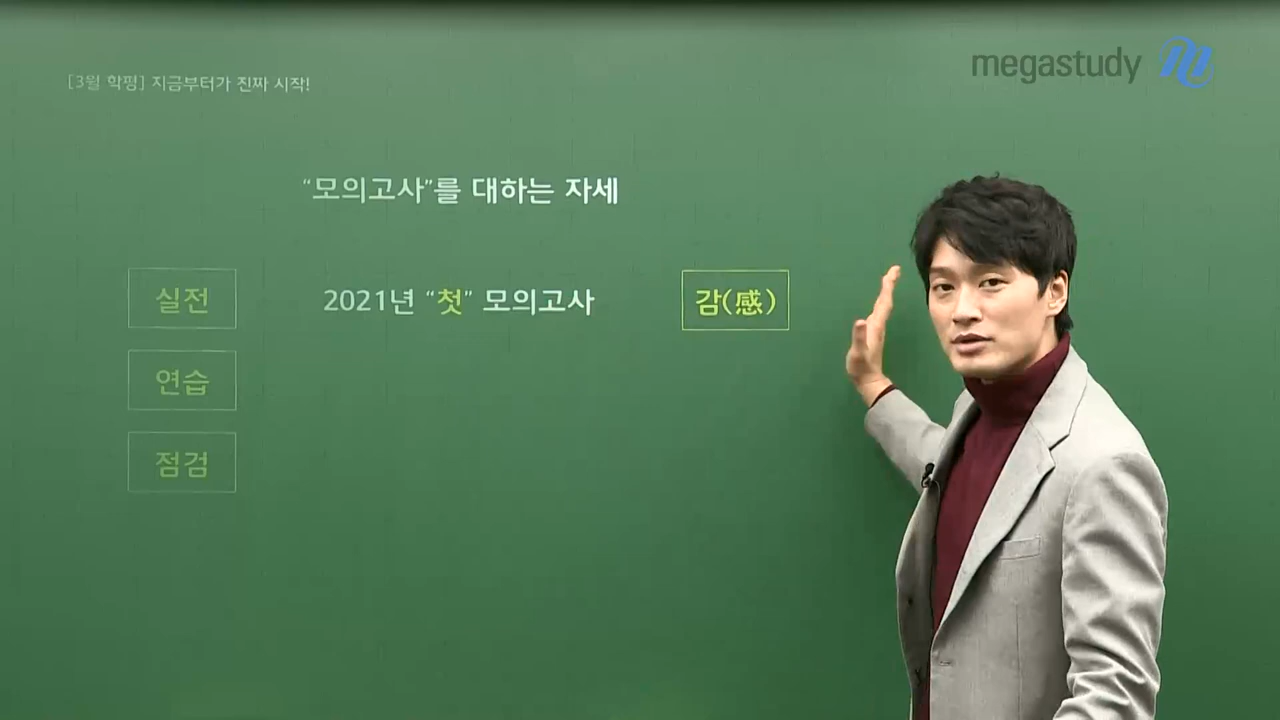 [3월 학평] 지금부터가 진짜 시작!
megastudy
“모의고사”를 대하는 자세
실전
2021년 “첫” 모의고사
감(感)
연습
점검